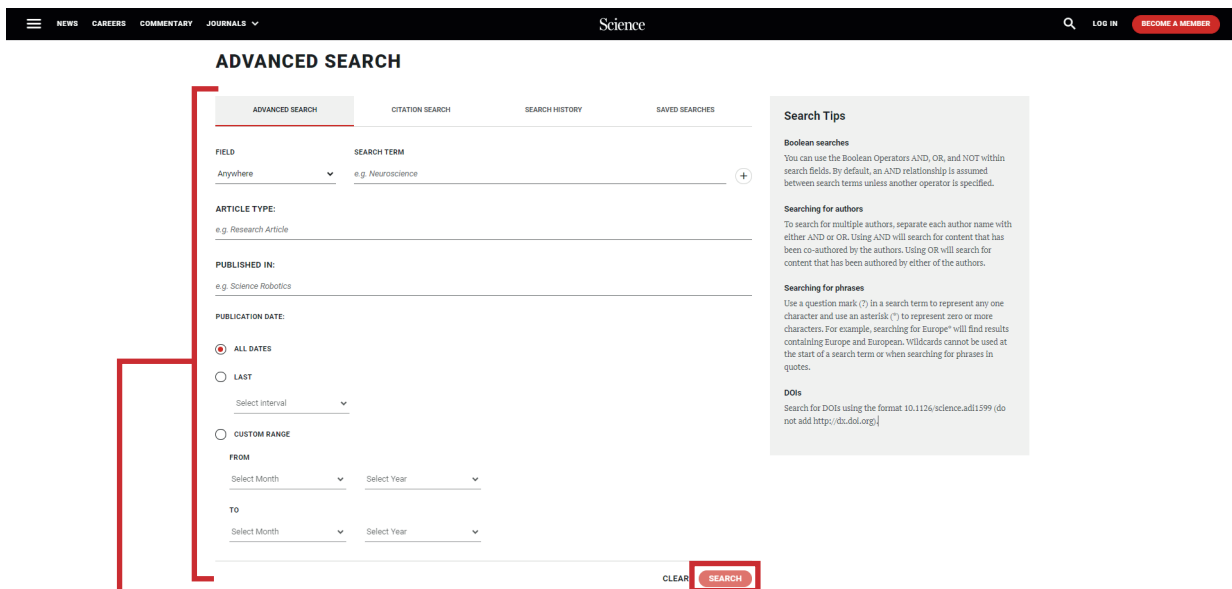 NEWS CAREERS COMMENTARY JOURNALS Science LOG IN BECOME A MEMBER
ADVANCED SEARCH
ADVANCED SEARCH CITATION SEARCH SEARCH HISTORY SAVED SEARCHES
FIELD SEARCH TERM
Anywhere e.g. Neuroscience
ARTICLE TYPE:
e.g. Research Article
PUBLISHED IN:
e.g. Science Robotics
PUBLICATION DATE:
ALL DATES
LAST
Select interval
CUSTOM RANGE
FROM
Select Month Select Year
TO
Select Month Select Year
CLEAR SEARCH
Search Tips
Boolean searches
You can use the Boolean Operators AND, OR, and NOT within
search fields. By default, an AND relationship is assumed
between search terms unless another operator is specified.
Searching for authors
To search for multiple authors, separate each author name with
either AND or OR. Using AND will search for content that has
been co-authored by the authors. Using OR will search for
content that has been authored by either of the authors.
Searching for phrases
Use a question mark (?) in a search term to represent any one
character and use an asterisk (*) to represent zero or more
characters. For example, searching for Europe* will find results
containing Europe and European. Wildcards cannot be used at
the start of a search term or when searching for phrases in
quotes.
DOIs
Search for DOIs using the format 10.1126/science.adl1599 (do
not add http://dx.doi.org).